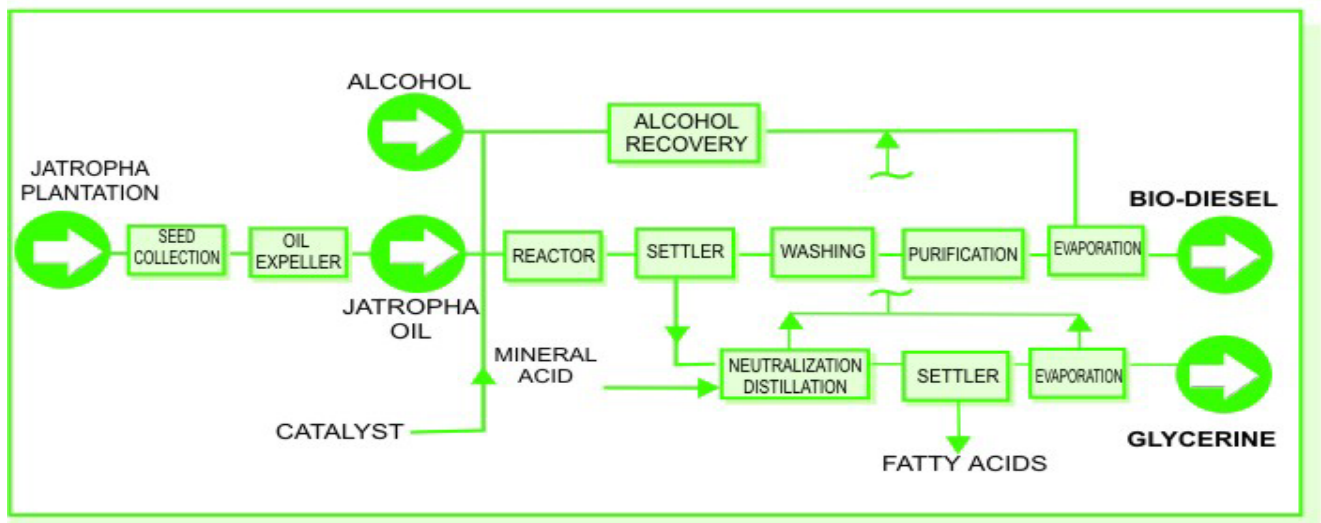 ALCOHOL
ALCOHOL
RECOVERY
JATROPHA
PLANTATION
BIO-DIESEL
SEED
COLLECTION
OIL
EXPELLER
REACTOR
SETTLER
WASHING
PURIFICATION
EVAPORATION
JATROPHA
OIL
MINERAL
ACID
NEUTRALIZATION
DISTILLATION
SETTLER
EVAPORATION
CATALYST
GLYCERINE
FATTY ACIDS